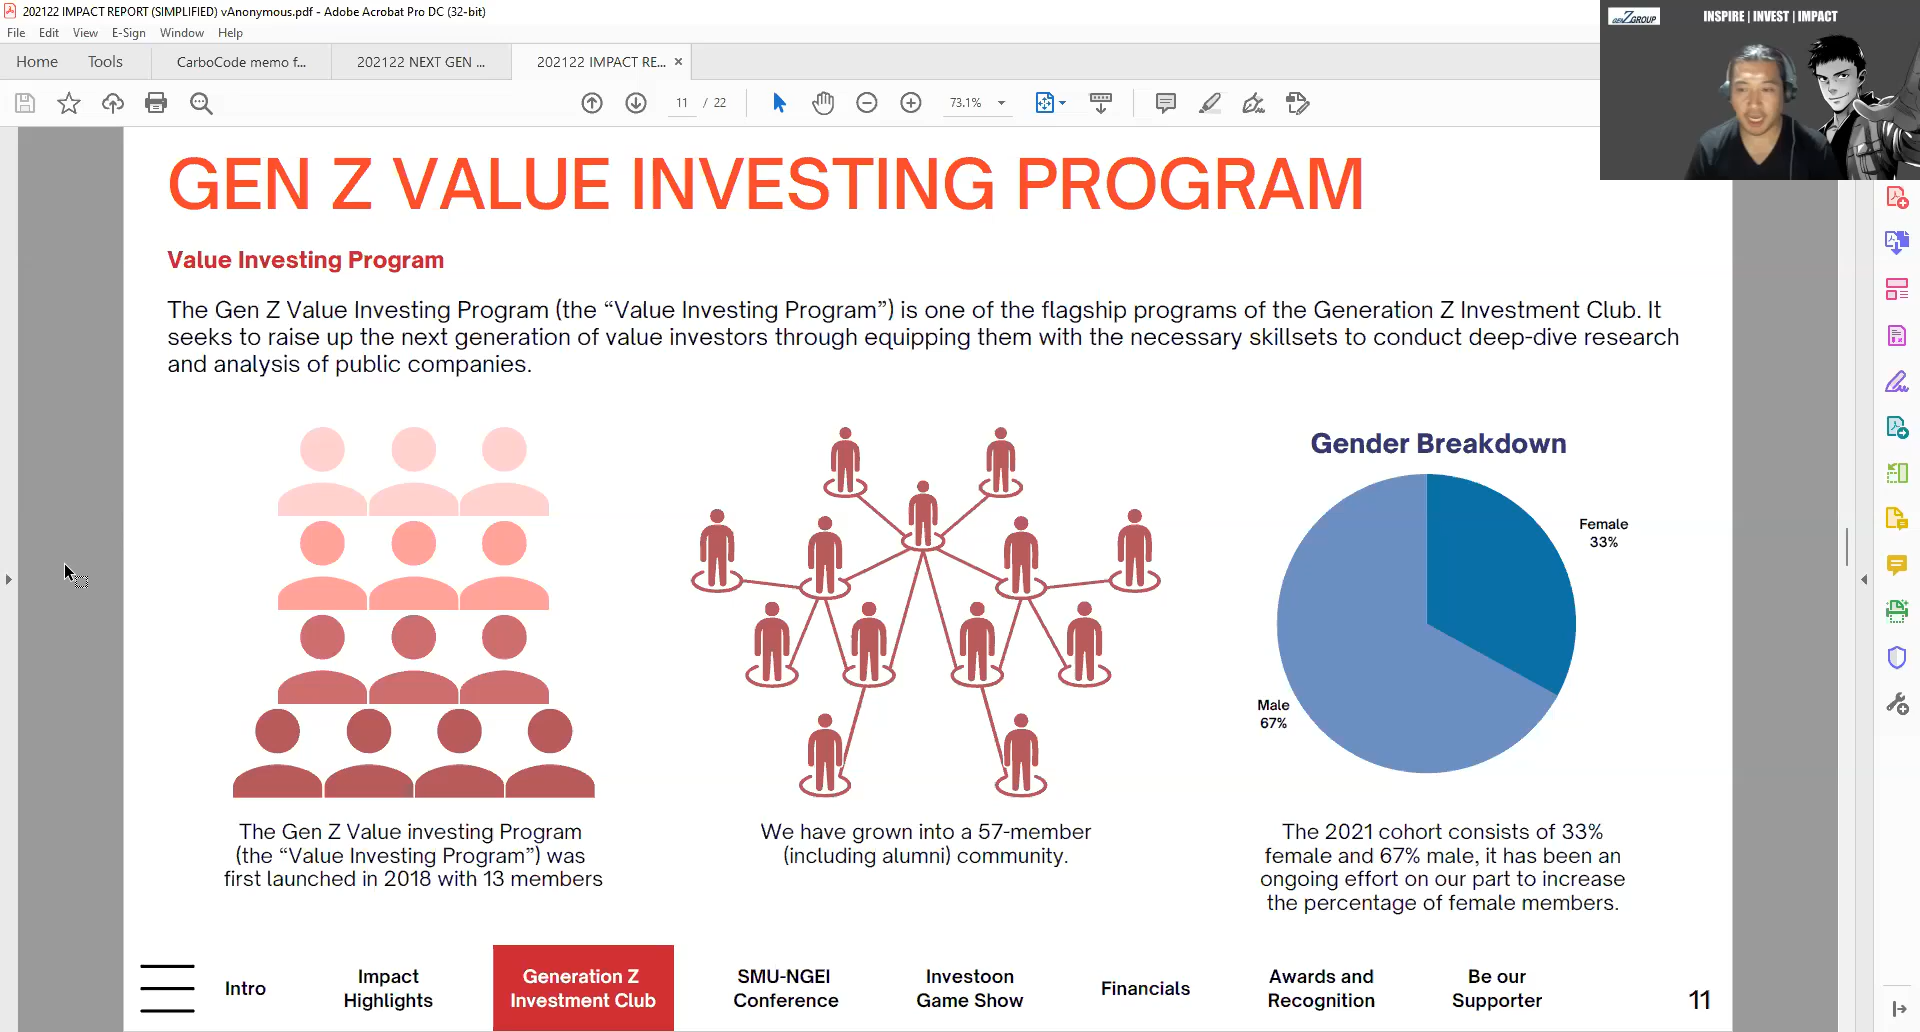 202122 IMPACT REPORT (SIMPLIFIED) vAnonymous.pdf - Adobe Acrobat Pro DC (32-bit)
File Edit View E-Sign Window Help
Home Tools CarboCode memo f... 202122 NEXT GEN ... 202122 IMPACT RE... ×
11 / 22 73.1%
GEN Z GROUP
INSPIRE | INVEST | IMPACT
GEN Z VALUE INVESTING PROGRAM
Value Investing Program
The Gen Z Value Investing Program (the “Value Investing Program”) is one of the flagship programs of the Generation Z Investment Club. It
seeks to raise up the next generation of value investors through equipping them with the necessary skillsets to conduct deep-dive research
and analysis of public companies.
The Gen Z Value investing Program
(the “Value Investing Program”) was
first launched in 2018 with 13 members
We have grown into a 57-member
(including alumni) community.
Gender Breakdown
Female
33%
Male
67%
The 2021 cohort consists of 33%
female and 67% male, it has been an
ongoing effort on our part to increase
the percentage of female members.
Intro
Impact
Highlights
Generation Z
Investment Club
SMU-NGEI
Conference
Investoon
Game Show
Financials
Awards and
Recognition
Be our
Supporter
11